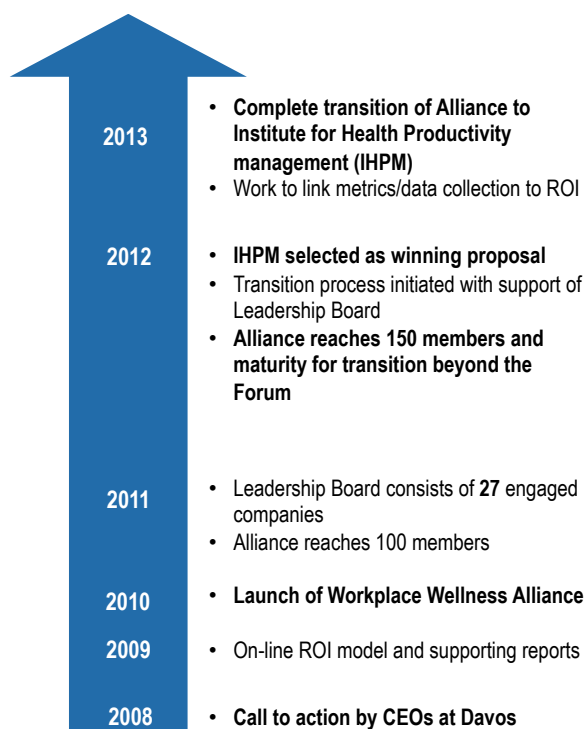 2013
• Complete transition of Alliance to
Institute for Health Productivity
management (IHPM)
• Work to link metrics/data collection to ROI
2012
• IHPM selected as winning proposal
• Transition process initiated with support of
Leadership Board
• Alliance reaches 150 members and
maturity for transition beyond the
Forum
2011
• Leadership Board consists of 27 engaged
companies
• Alliance reaches 100 members
2010
• Launch of Workplace Wellness Alliance
2009
• On-line ROI model and supporting reports
2008
• Call to action by CEOs at Davos